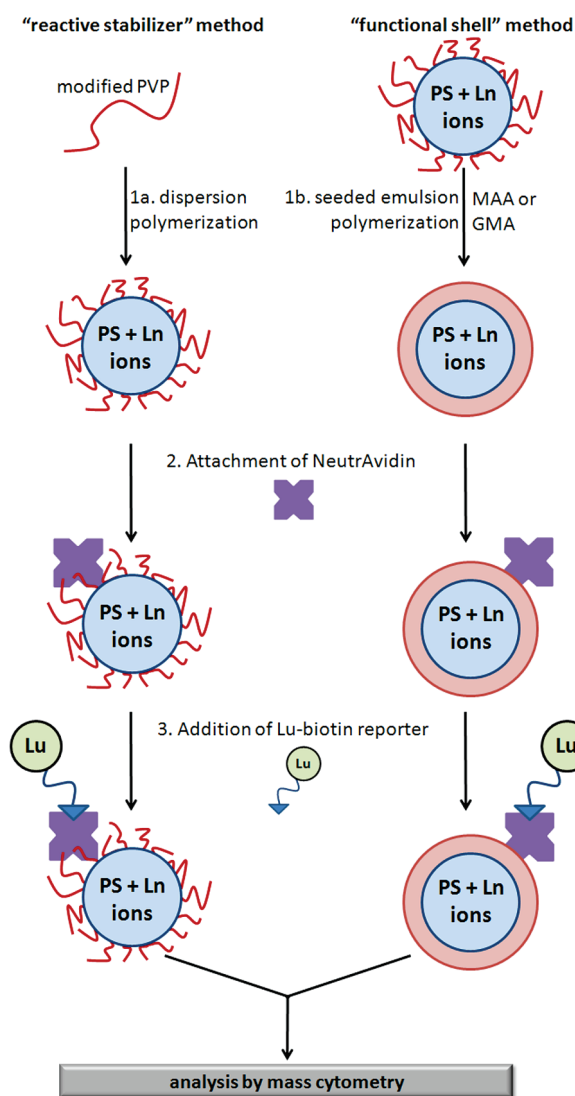 “reactive stabilizer” method
“functional shell” method
modified PVP
PS + Ln
ions
1a. dispersion
polymerization
1b. seeded emulsion
polymerization
MAA or
GMA
PS + Ln
ions
PS + Ln
ions
2. Attachment of NeutrAvidin
PS + Ln
ions
PS + Ln
ions
3. Addition of Lu-biotin reporter
Lu
Lu
Lu
PS + Ln
ions
PS + Ln
ions
analysis by mass cytometry